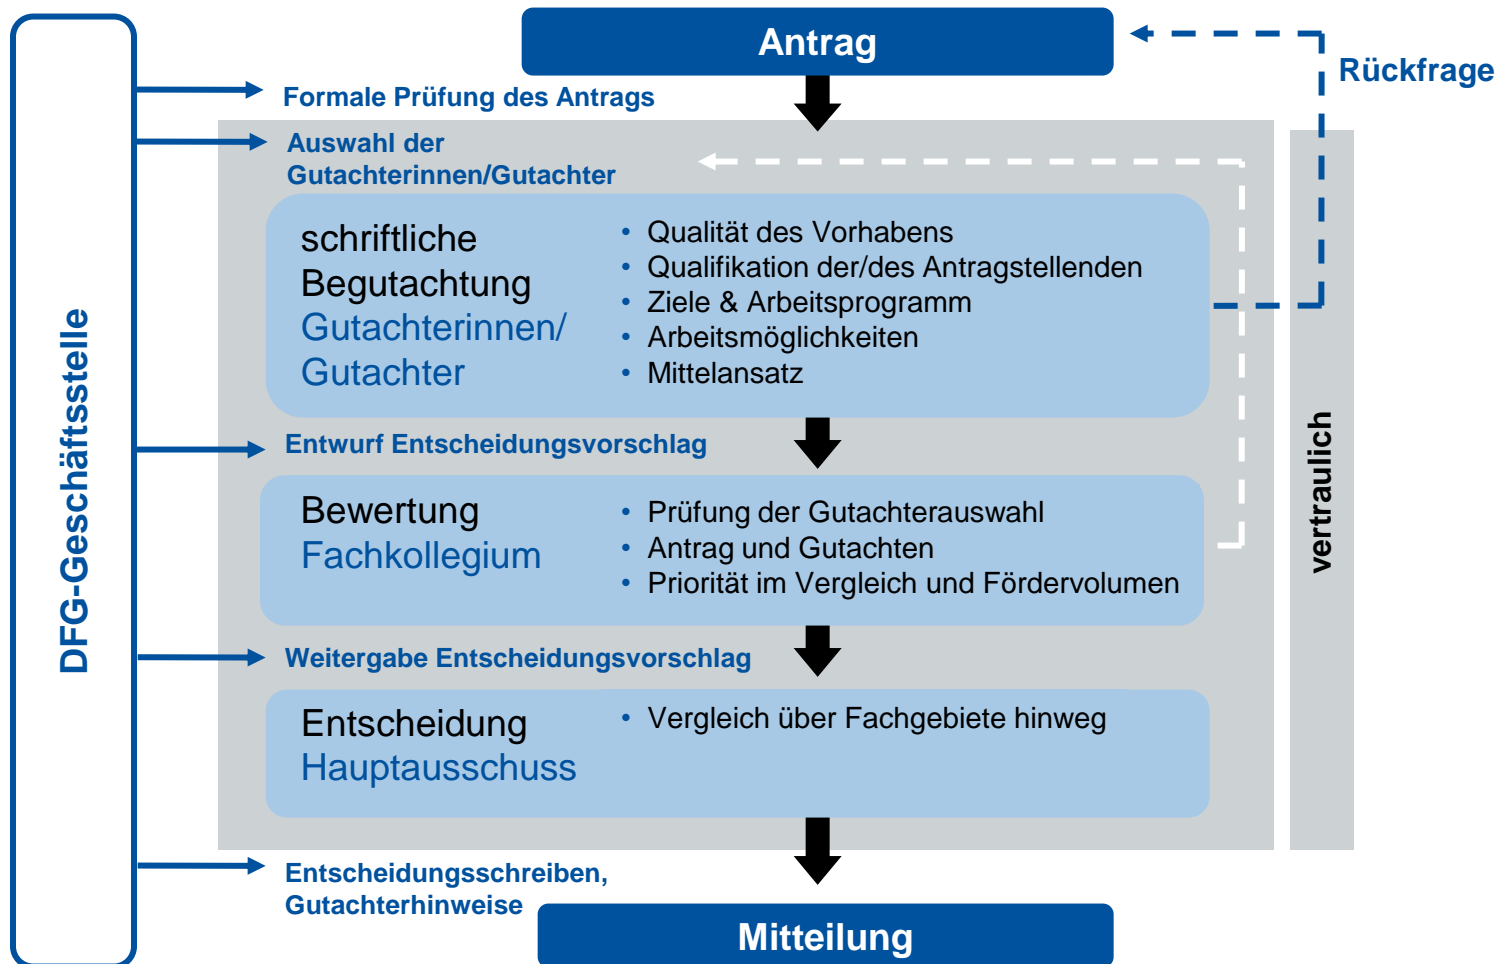 DFG-Geschäftsstelle
Antrag
Rückfrage
Formale Prüfung des Antrags
Auswahl der
Gutachterinnen/Gutachter
schriftliche
Begutachtung
Gutachterinnen/
Gutachter
• Qualität des Vorhabens
• Qualifikation der/des Antragstellenden
• Ziele & Arbeitsprogramm
• Arbeitsmöglichkeiten
• Mittelansatz
vertraulich
Entwurf Entscheidungsvorschlag
Bewertung
Fachkollegium
• Prüfung der Gutachterauswahl
• Antrag und Gutachten
• Priorität im Vergleich und Fördervolumen
Weitergabe Entscheidungsvorschlag
Entscheidung
Hauptausschuss
• Vergleich über Fachgebiete hinweg
Entscheidungsschreiben,
Gutachterhinweise
Mitteilung